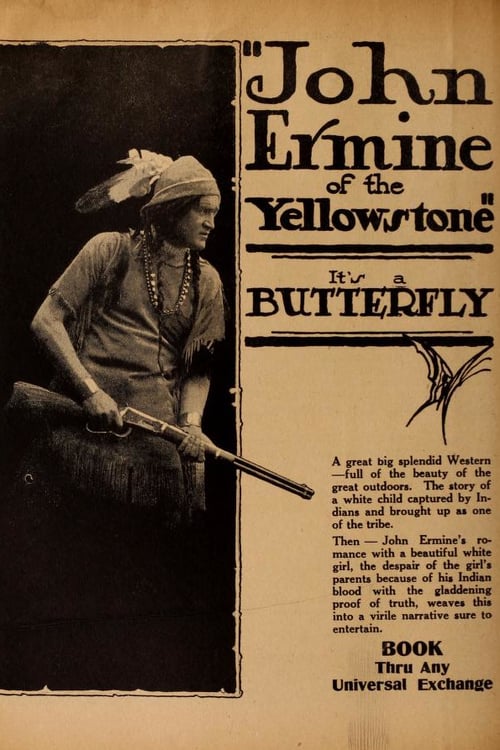 "John
Ermine
of the
Yellowstone"
It's a
BUTTERFLY
A great big splendid Western
—full of the beauty of the
great outdoors. The story of
a white child captured by In-
dians and brought up as one
of the tribe.
Then — John Ermine's ro-
mance with a beautiful white
girl, the despair of the girl's
parents because of his Indian
blood with the gladdening
proof of truth, weaves this
into a virile narrative sure to
entertain.
BOOK
Thru Any
Universal Exchange